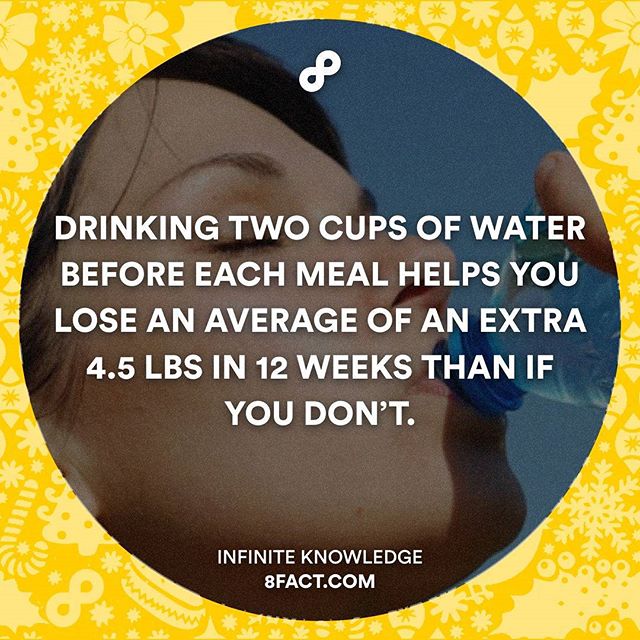 DRINKING TWO CUPS OF WATER
BEFORE EACH MEAL HELPS YOU
LOSE AN AVERAGE OF AN EXTRA
4.5 LBS IN 12 WEEKS THAN IF
YOU DON’T.
INFINITE KNOWLEDGE
8FACT.COM